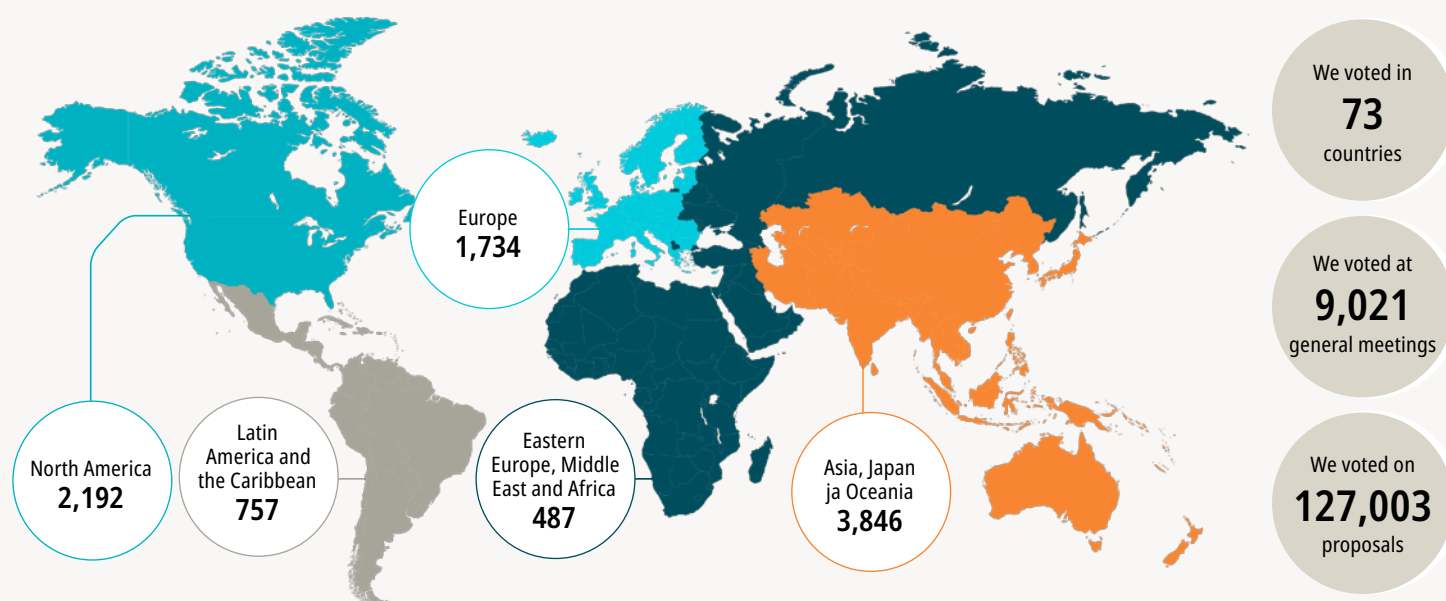 We voted in
73
countries
Europe
1,734
We voted at
9,021
general meetings
North America
2,192
Latin
America and
the Caribbean
757
Eastern
Europe, Middle
East and Africa
487
Asia, Japan
ja Oceania
3,846
We voted on
127,003
proposals